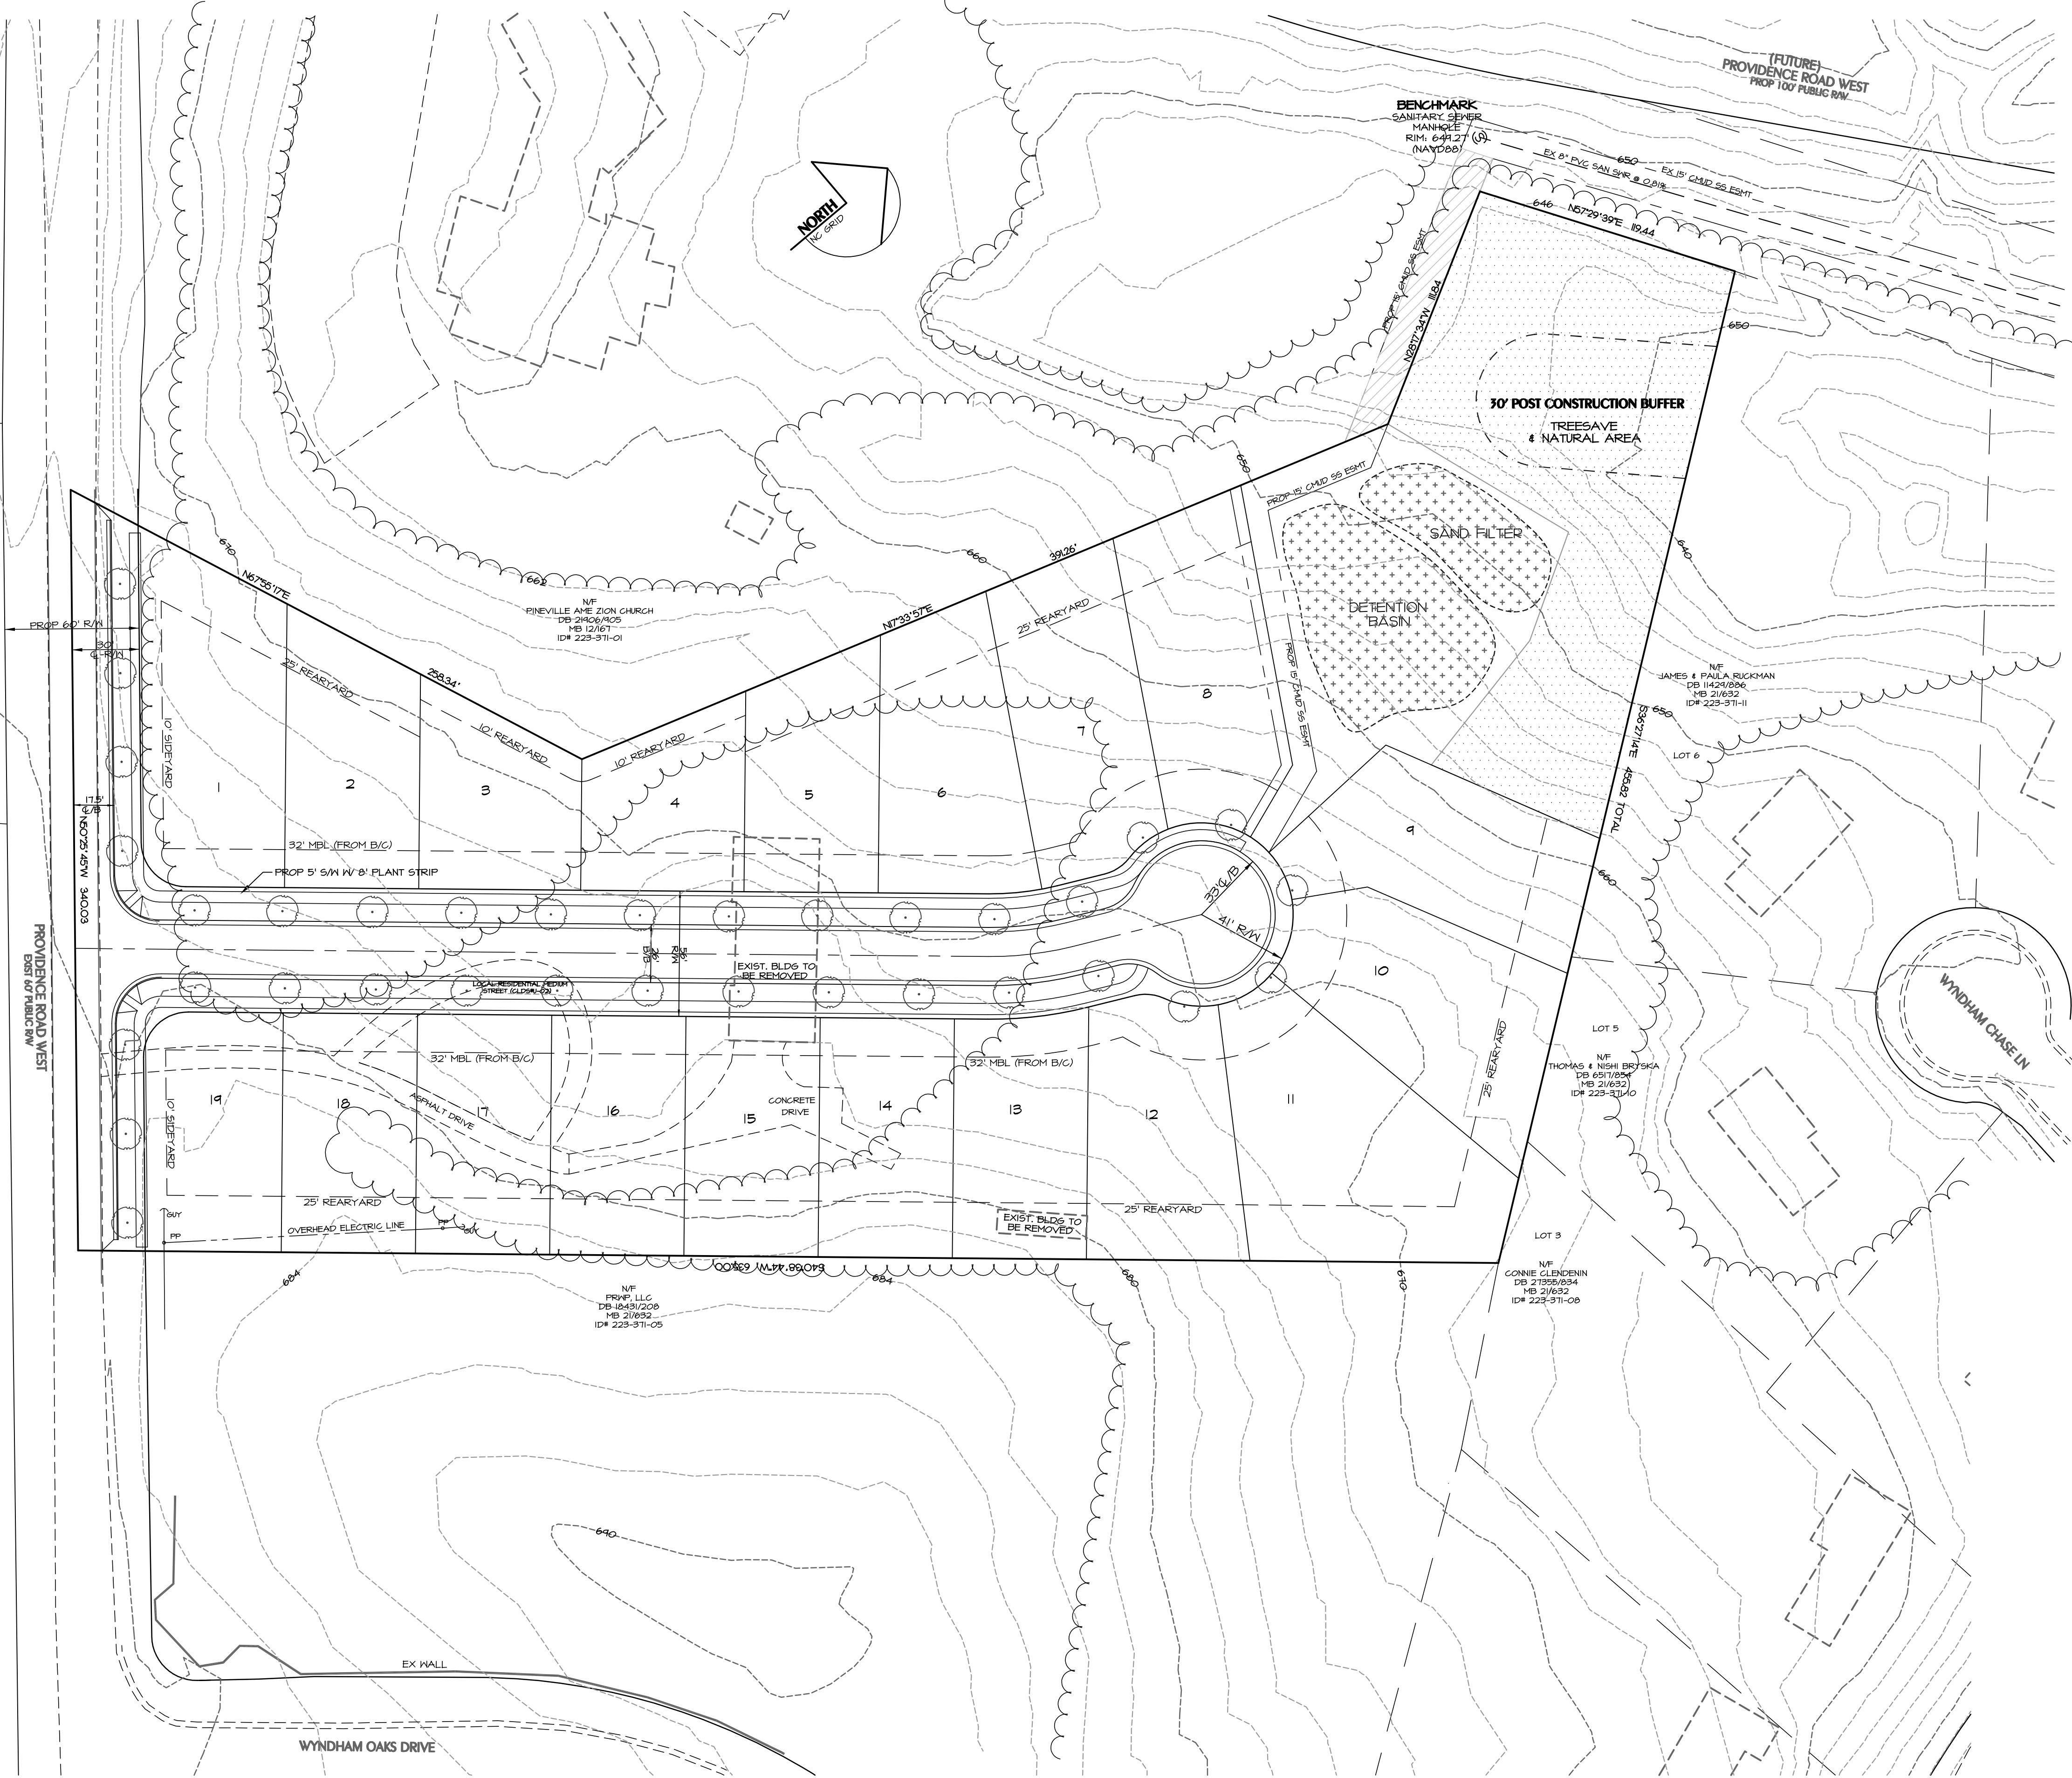 (FUTURE)
PROVIDENCE ROAD WEST
PROP 100' PUBLIC R/W
BENCHMARK
SANITARY SEWER
MANHOLE
RIM: 649.27'
(NAVD88)
S
650
EX 8" PVC SAN SWR @ 0.81%
EX 15' CMUD SS ESMT
646
N57°29'39"E 119.44
NORTH
NC GRID
PROP 15' CMUD SS ESMT
N28°17'34"W 111.84
650
30' POST CONSTRUCTION BUFFER
TREESAVE
& NATURAL AREA
650
PROP 15' CMUD SS ESMT
SAND FILTER
670
640
660
391.26'
N67°55'17"E
662
N/F
PINEVILLE AME ZION CHURCH
DB 21906/905
MB 12/167
ID# 223-371-01
DETENTION
BASIN
N17°33'57"E
25' REARYARD
PROP 60' R/W
30'
℄-R/W
25' REARYARD
258.34'
PROP 15' CMUD SS ESMT
N/F
JAMES & PAULA RUCKMAN
DB 11429/886
MB 21/632
ID# 223-371-11
8
650
S36°27'14"E 455.82 TOTAL
10' SIDEYARD
10' REARYARD
10' REARYARD
7
LOT 6
1
2
3
4
5
6
17.5'
℄/B
N50°25'45"W 340.03
32' MBL (FROM B/C)
9
PROP 5' S/W W/ 8' PLANT STRIP
33' ℄/B
660
41' R/W
PROVIDENCE ROAD WEST
EXIST 60' PUBLIC R/W
B/B
56'
R/W
EXIST. BLDG TO
BE REMOVED
LOCAL RESIDENTIAL MEDIUM
10
WYNDHAM CHASE LN
LOT 5
32' MBL (FROM B/C)
32' MBL (FROM B/C)
25' REARYARD
N/F
THOMAS & NISHI BRYSKA
DB 6517/854
MB 21/632
ID# 223-371-10
19
18
ASPHALT DRIVE
17
16
15
CONCRETE
DRIVE
14
13
12
11
10' SIDEYARD
25' REARYARD
25' REARYARD
GUY
PP
OVERHEAD ELECTRIC LINE
PP
GUY
EXIST. BLDG TO
BE REMOVED
LOT 3
635.00
684
684
680
670
N/F
PRWP, LLC
DB 18431/208
MB 21/632
ID# 223-371-05
N/F
CONNIE CLENDENIN
DB 27355/834
MB 21/632
ID# 223-371-08
690
EX WALL
WYNDHAM OAKS DRIVE